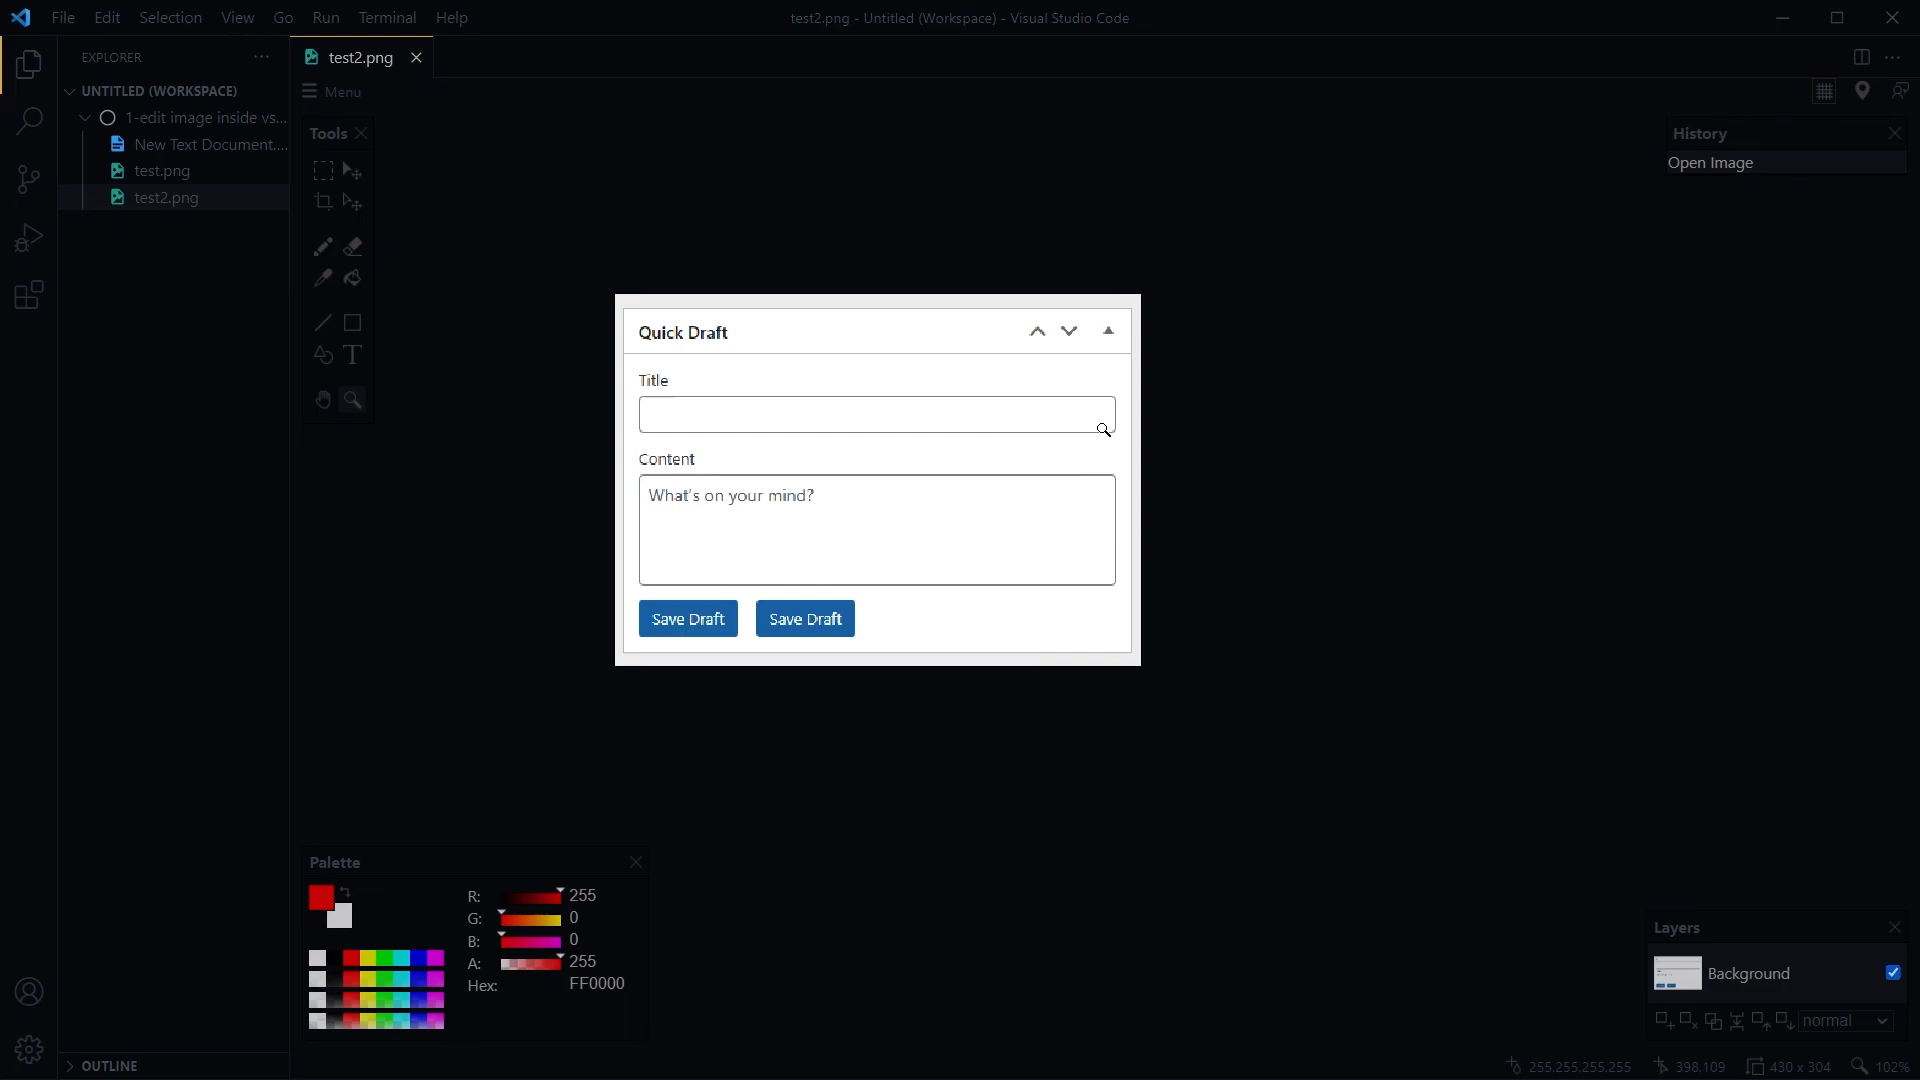 File Edit Selection View Go Run Terminal Help
test2.png - Untitled (Workspace) - Visual Studio Code
EXPLORER
test2.png
UNTITLED (WORKSPACE)
1-edit image inside vs...
New Text Document....
test.png
test2.png
Menu
Tools
History
Open Image
Quick Draft
Title
Content
What's on your mind?
Save Draft Save Draft
Palette
R: 255
G: 0
B: 0
A: 255
Hex: FF0000
Layers
Background
normal
OUTLINE
255.255.255.255 398.109 430 x 304 102%